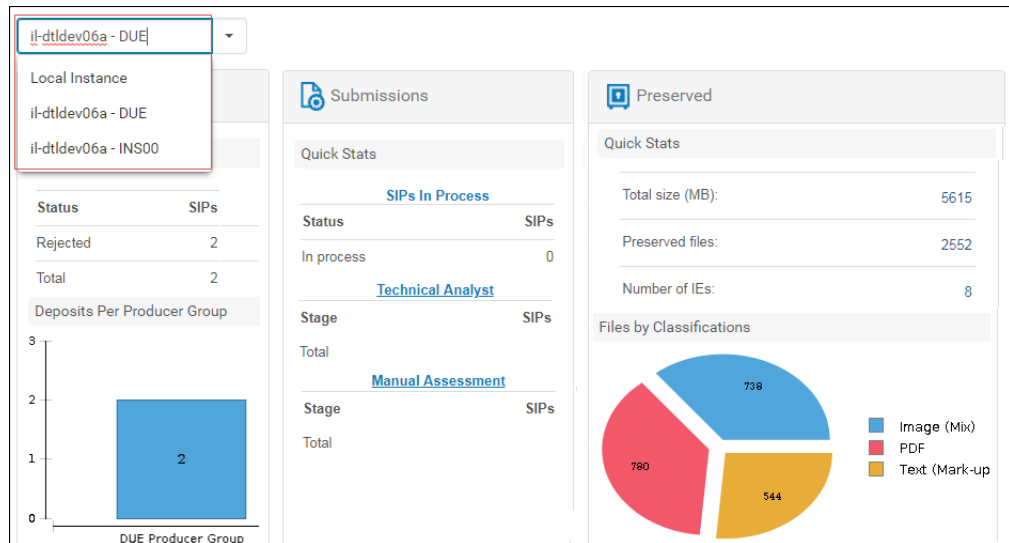 il-dtldev06a - DUE
Local Instance
il-dtldev06a - DUE
il-dtldev06a - INS00
Status SIPs
Rejected 2
Total 2
Deposits Per Producer Group
3
2
1
0
2
DUE Producer Group
Submissions
Quick Stats
SIPs In Process
Status SIPs
In process 0
Technical Analyst
Stage SIPs
Total
Manual Assessment
Stage SIPs
Total
Preserved
Quick Stats
Total size (MB): 5615
Preserved files: 2552
Number of IEs: 8
Files by Classifications
738
780
544
Image (Mix)
PDF
Text (Mark-up